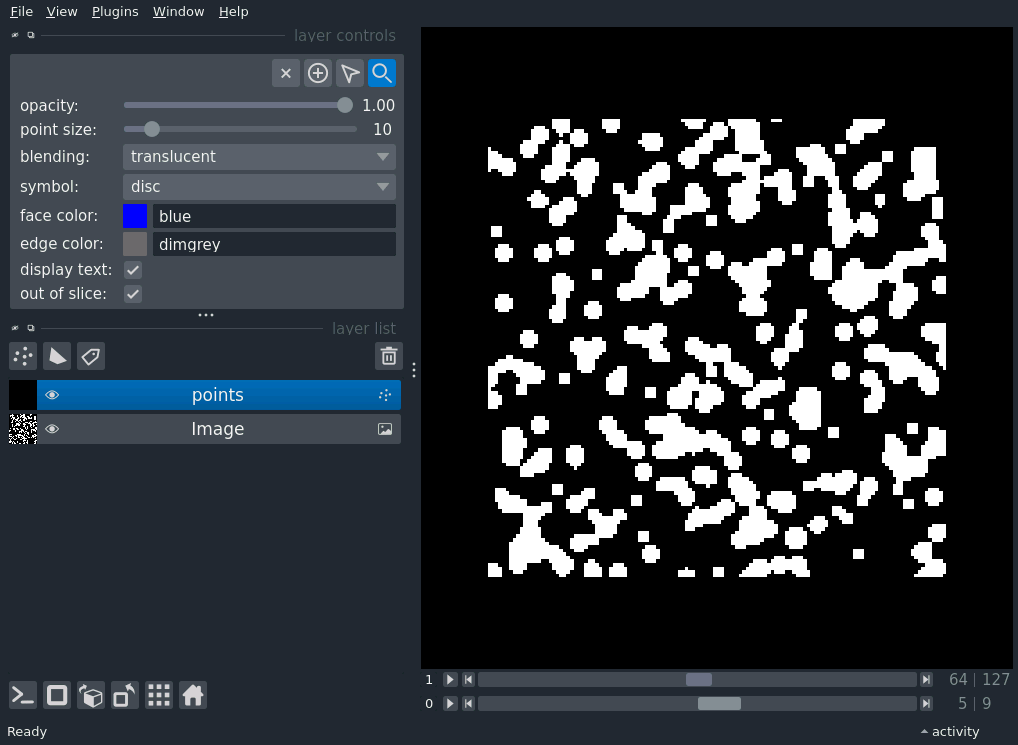 File View Plugins Window Help
layer controls
opacity: 1.00
point size: 10
blending: translucent
symbol: disc
face color: blue
edge color: dimgrey
display text:
out of slice:
layer list
points
Image
1 64 | 127
0 5 | 9
Ready activity